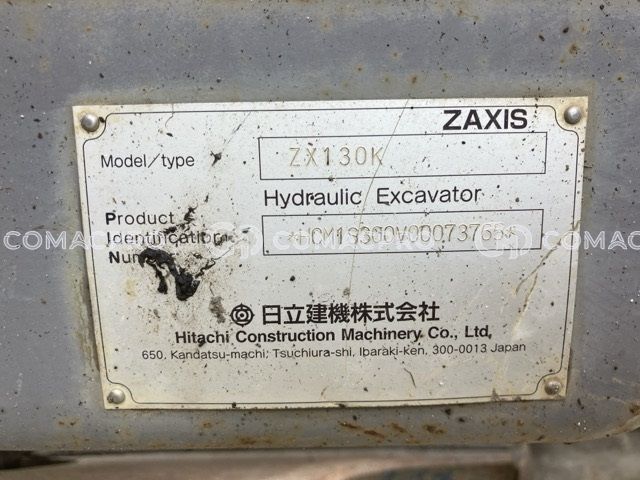 ZAXIS
Model/type ZX130K
Hydraulic Excavator
Product
Identification
日立建機株式会社
Hitachi Construction Machinery Co., Ltd.
650, Kandatsu-machi, Tsuchiura-shi, Ibaraki-ken, 300-0013 Japan